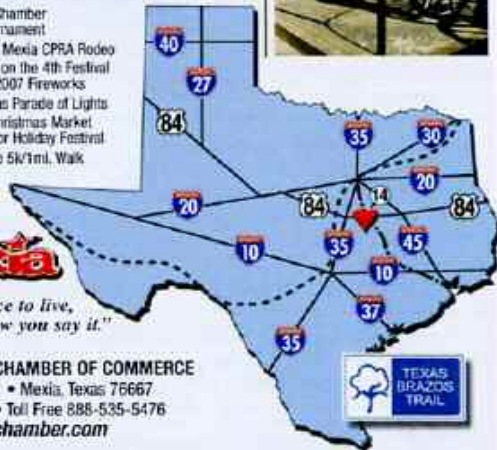 Chamber
nament
Mexia CPRA Rodeo
on the 4th Festival
2007 Fireworks
as Parade of Lights
hristmas Market
or Holiday Festival
5k/1mi. Walk
40
27
84
35
30
20
14
84
84
20
35
45
10
10
37
35
xia
ce to live,
w you say it."
CHAMBER OF COMMERCE
• Mexia, Texas 76667
• Toll Free 888-535-5476
chamber.com
TEXAS
BRAZOS
TRAIL